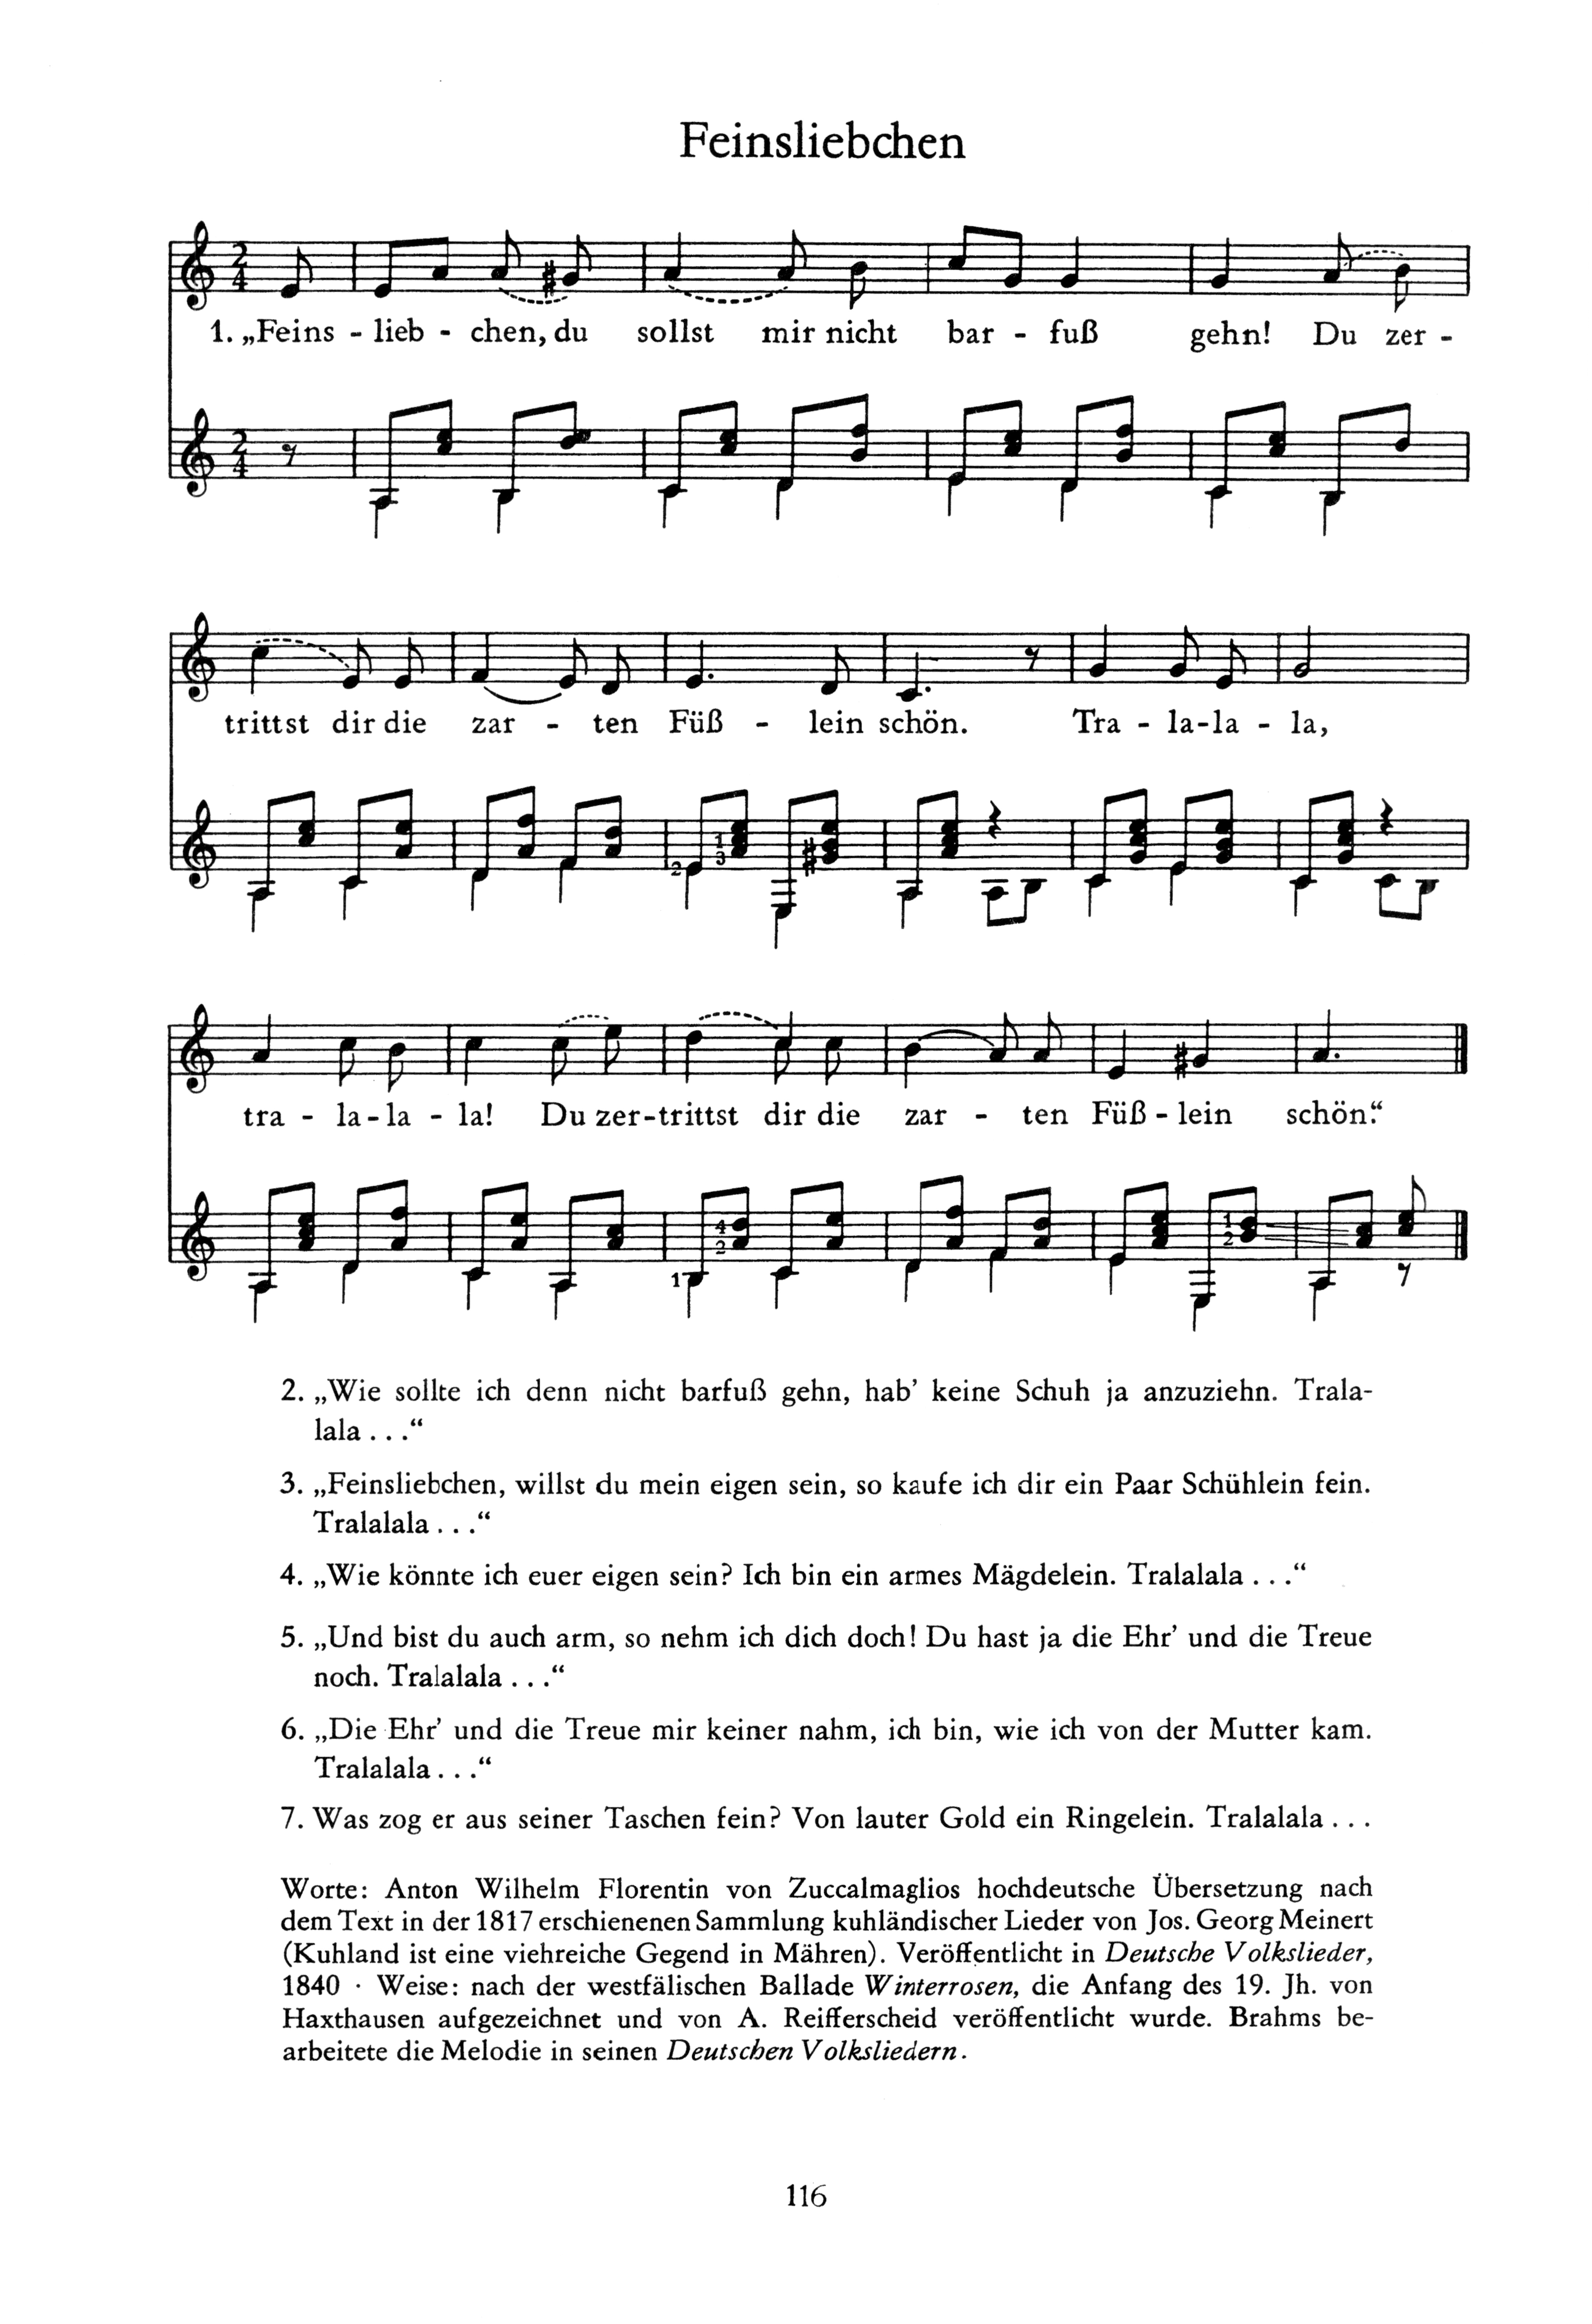 Feinsliebchen
1. „Feins - lieb - chen, du sollst mir nicht bar - fuß gehn! Du zer -
trittst dir die zar - ten Füß - lein schön. Tra - la-la - la,
1
3
2
tra - la-la - la! Du zer-trittst dir die zar - ten Füß - lein schön.“
4
2
1
1
2
2. „Wie sollte ich denn nicht barfuß gehn, hab’ keine Schuh ja anzuziehn. Trala-
lala . . .“
3. „Feinsliebchen, willst du mein eigen sein, so kaufe ich dir ein Paar Schühlein fein.
Tralalala . . .“
4. „Wie könnte ich euer eigen sein? Ich bin ein armes Mägdelein. Tralalala . . .“
5. „Und bist du auch arm, so nehm ich dich doch! Du hast ja die Ehr’ und die Treue
noch. Tralalala . . .“
6. „Die Ehr’ und die Treue mir keiner nahm, ich bin, wie ich von der Mutter kam.
Tralalala . . .“
7. Was zog er aus seiner Taschen fein? Von lauter Gold ein Ringelein. Tralalala . . .
Worte: Anton Wilhelm Florentin von Zuccalmaglios hochdeutsche Übersetzung nach
dem Text in der 1817 erschienenen Sammlung kuhländischer Lieder von Jos. Georg Meinert
(Kuhland ist eine viehreiche Gegend in Mähren). Veröffentlicht in Deutsche Volkslieder,
1840 · Weise: nach der westfälischen Ballade Winterrosen, die Anfang des 19. Jh. von
Haxthausen aufgezeichnet und von A. Reifferscheid veröffentlicht wurde. Brahms be-
arbeitete die Melodie in seinen Deutschen Volksliedern.
116